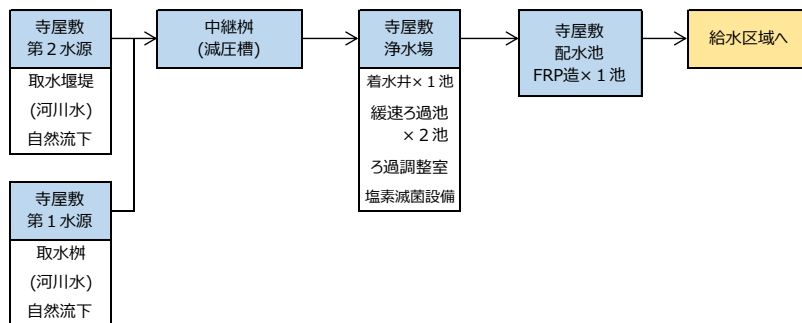 寺屋敷
第２水源
取水堰堤
(河川水)
自然流下
中継桝
(減圧槽)
寺屋敷
浄水場
着水井×１池
緩速ろ過池
×２池
ろ過調整室
塩素滅菌設備
寺屋敷
配水池
FRP造×１池
給水区域へ
寺屋敷
第１水源
取水桝
(河川水)
自然流下